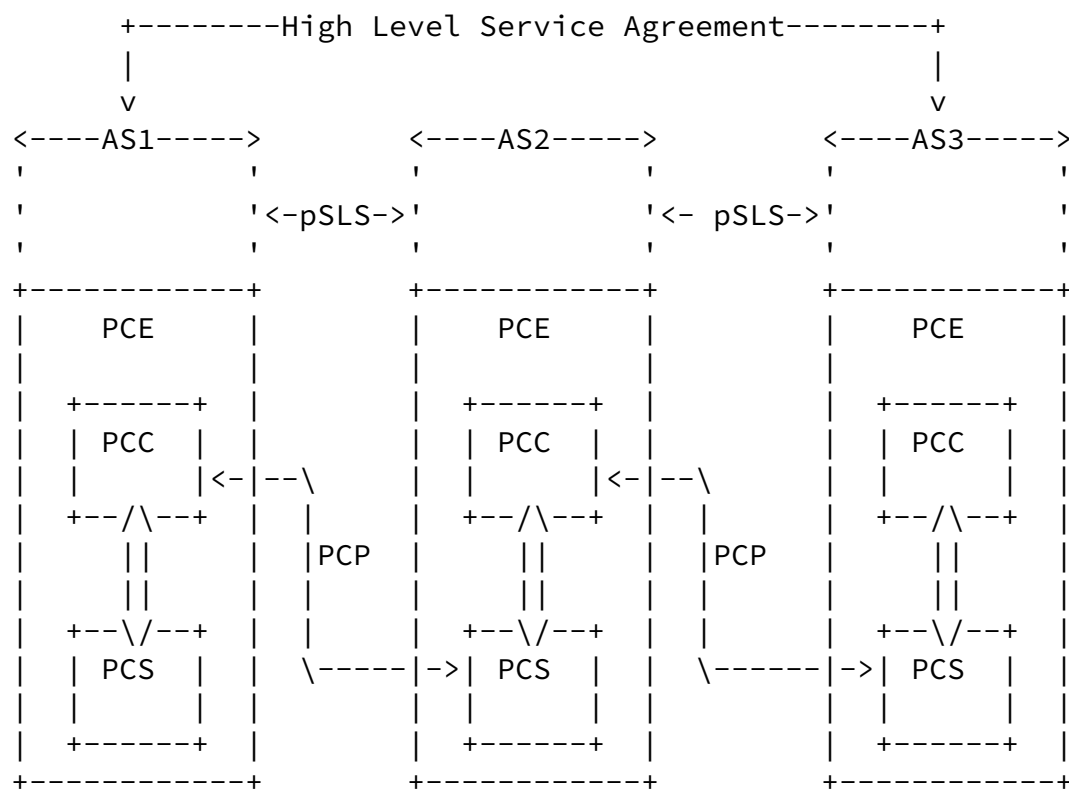 High Level Service Agreement
AS1 AS2 AS3
<-pSLS-> <- pSLS->
PCE PCE PCE
PCC PCC PCC
PCP PCP
PCS PCS PCS